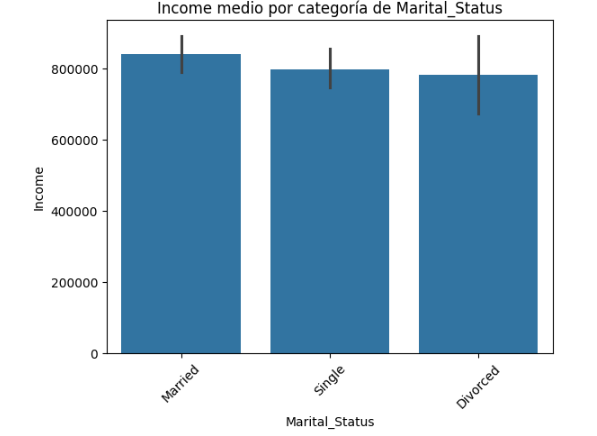 Income medio por categoría de Marital_Status
Income
800000
600000
400000
200000
0
Married
Single
Divorced
Marital_Status